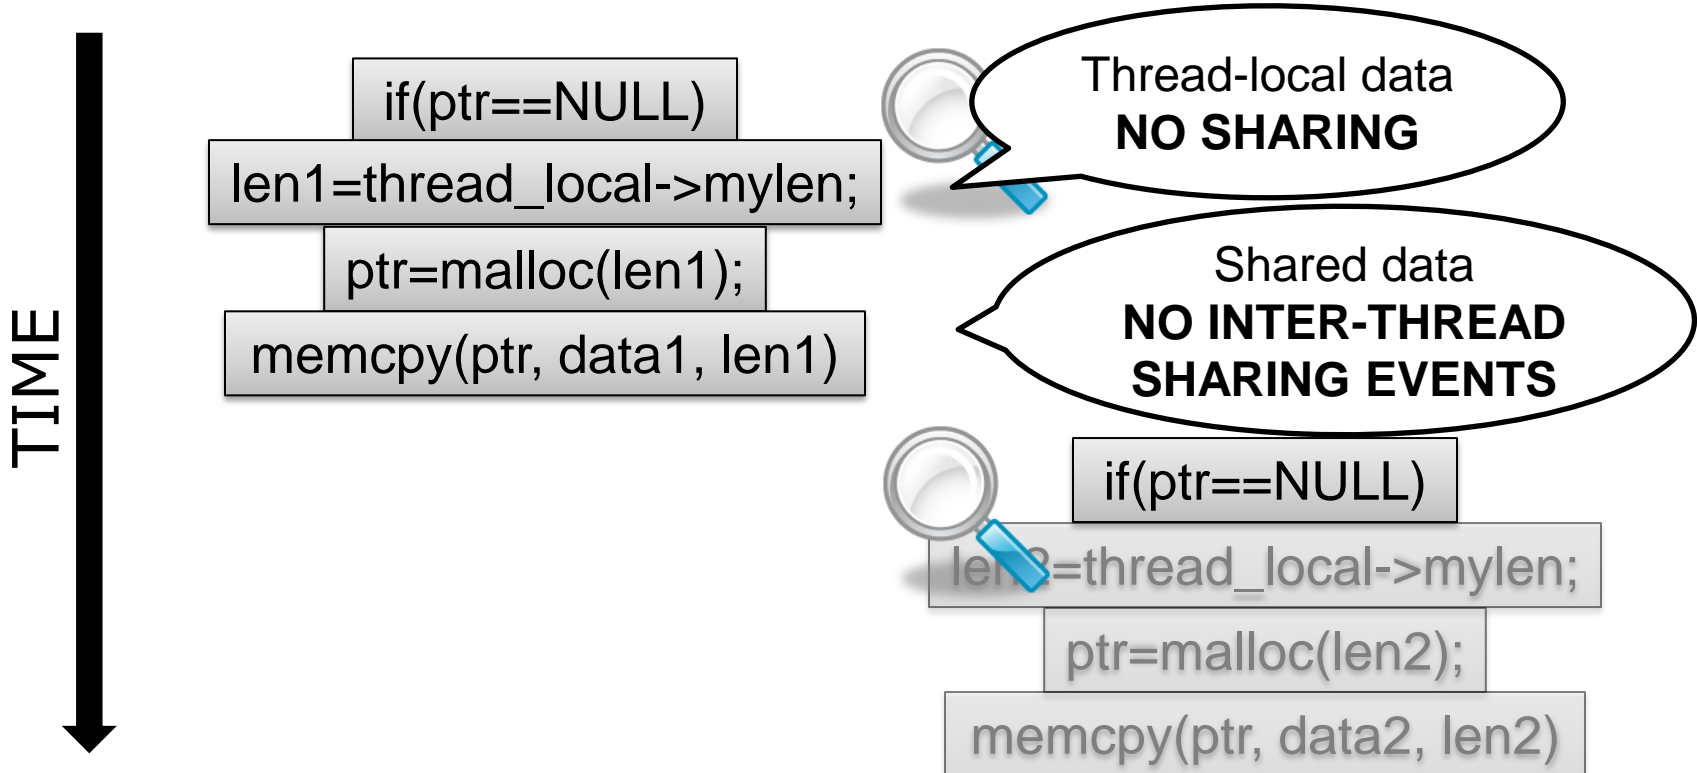 TIME
if(ptr==NULL)
len1=thread_local->mylen;
ptr=malloc(len1);
memcpy(ptr, data1, len1)
Thread-local data
NO SHARING
Shared data
NO INTER-THREAD
SHARING EVENTS
if(ptr==NULL)
len2=thread_local->mylen;
ptr=malloc(len2);
memcpy(ptr, data2, len2)